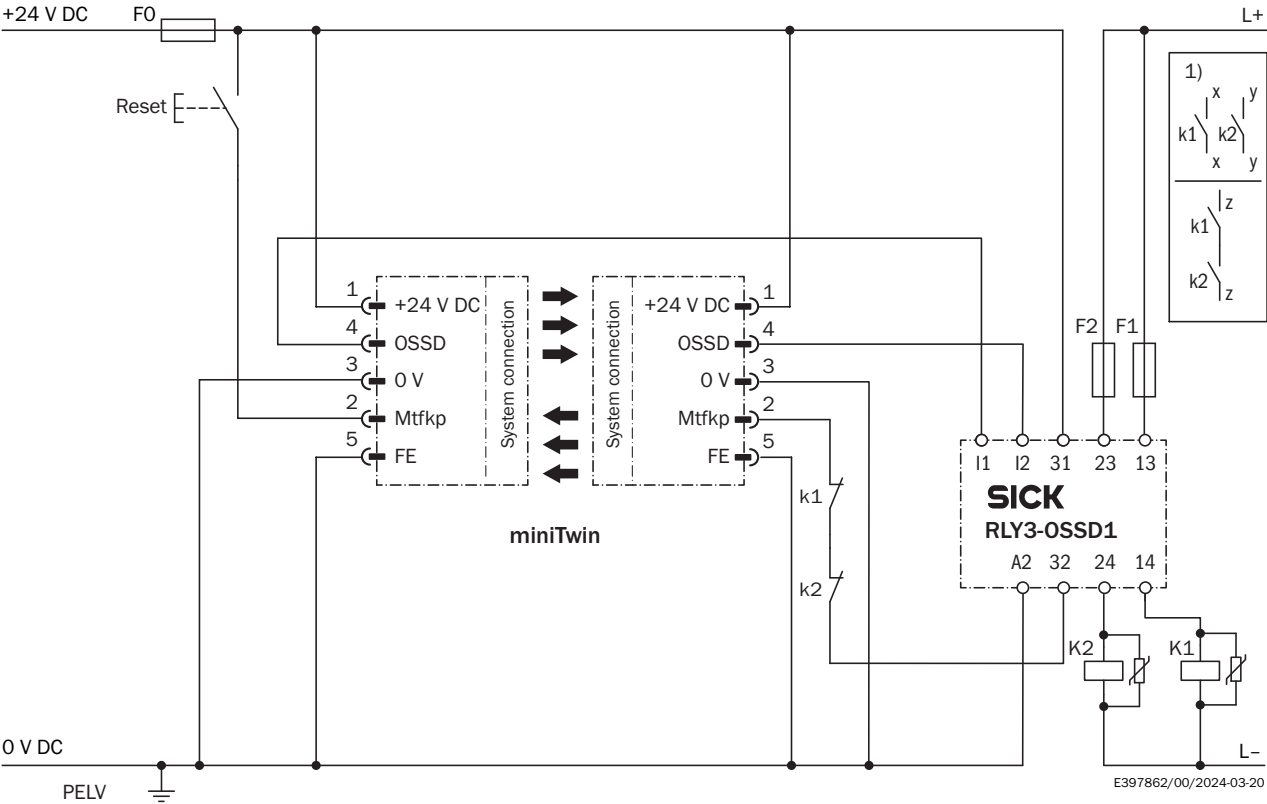 +24 V DC F0 L+
1)
x y
Reset k1 k2
x y
z
k1
k2
z
1 +24 V DC
4 OSSD
3 0 V
2 Mtfkp
5 FE
System connection
System connection
+24 V DC 1
OSSD 4
0 V 3
Mtfkp 2
FE 5
miniTwin
k1
k2
F2 F1
I1 I2 31 23 13
SICK
RLY3-OSSD1
A2 32 24 14
K2 K1
0 V DC L–
PELV
E397862/00/2024-03-20